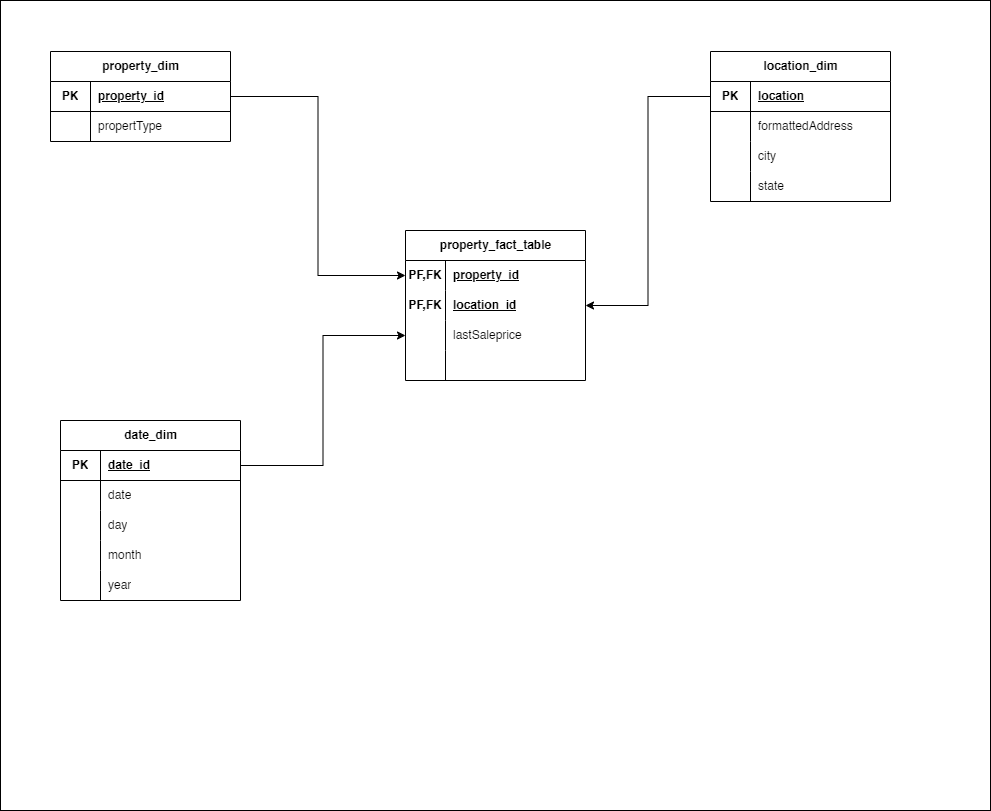 property_dim
PK property_id
propertType
location_dim
PK location
formattedAddress
city
state
property_fact_table
PF,FK property_id
PF,FK location_id
lastSaleprice
date_dim
PK date_id
date
day
month
year